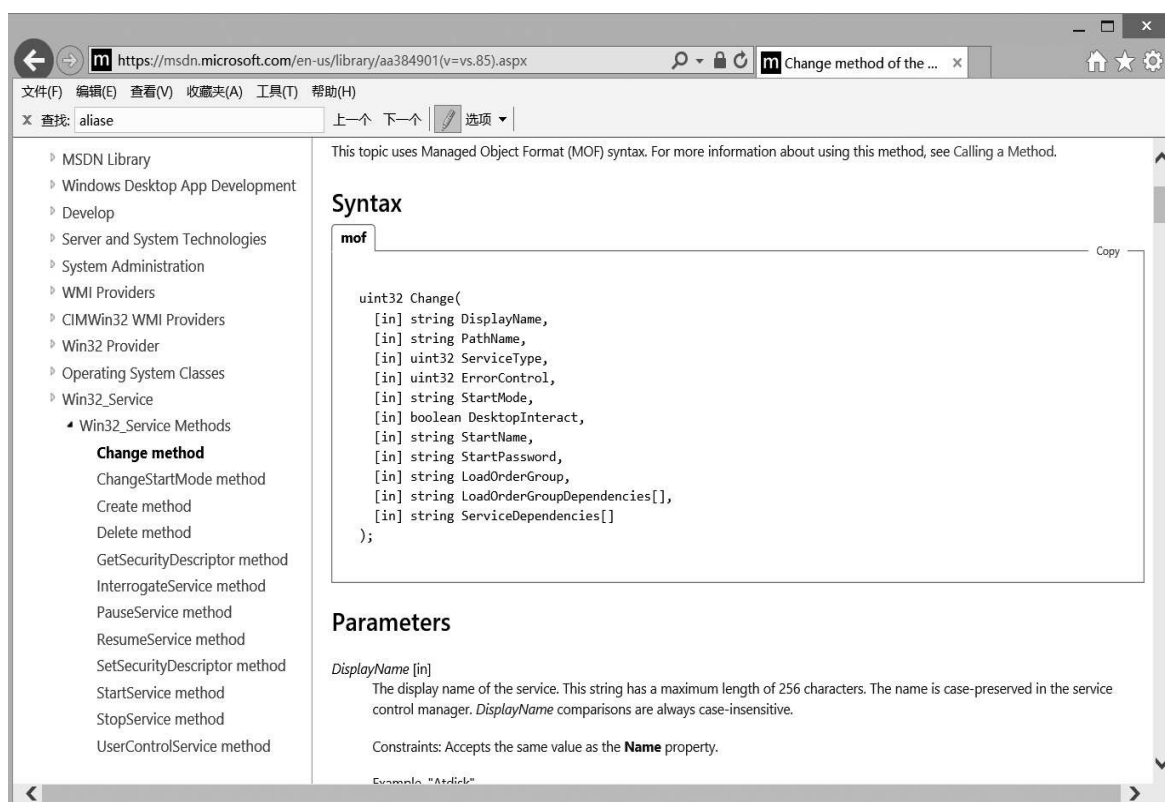 https://msdn.microsoft.com/en-us/library/aa384901(v=vs.85).aspx
Change method of the ...
文件(F) 编辑(E) 查看(V) 收藏夹(A) 工具(T) 帮助(H)
X 查找: aliase 上一个 下一个 选项
MSDN Library
Windows Desktop App Development
Develop
Server and System Technologies
System Administration
WMI Providers
CIMWin32 WMI Providers
Win32 Provider
Operating System Classes
Win32_Service
Win32_Service Methods
Change method
ChangeStartMode method
Create method
Delete method
GetSecurityDescriptor method
InterrogateService method
PauseService method
ResumeService method
SetSecurityDescriptor method
StartService method
StopService method
UserControlService method
This topic uses Managed Object Format (MOF) syntax. For more information about using this method, see Calling a Method.
Syntax
mof
Copy
uint32 Change(
[in] string DisplayName,
[in] string PathName,
[in] uint32 ServiceType,
[in] uint32 ErrorControl,
[in] string StartMode,
[in] boolean DesktopInteract,
[in] string StartName,
[in] string StartPassword,
[in] string LoadOrderGroup,
[in] string LoadOrderGroupDependencies[],
[in] string ServiceDependencies[]
);
Parameters
DisplayName [in]
The display name of the service. This string has a maximum length of 256 characters. The name is case-preserved in the service
control manager. DisplayName comparisons are always case-insensitive.
Constraints: Accepts the same value as the Name property.
Example "Atdisk"